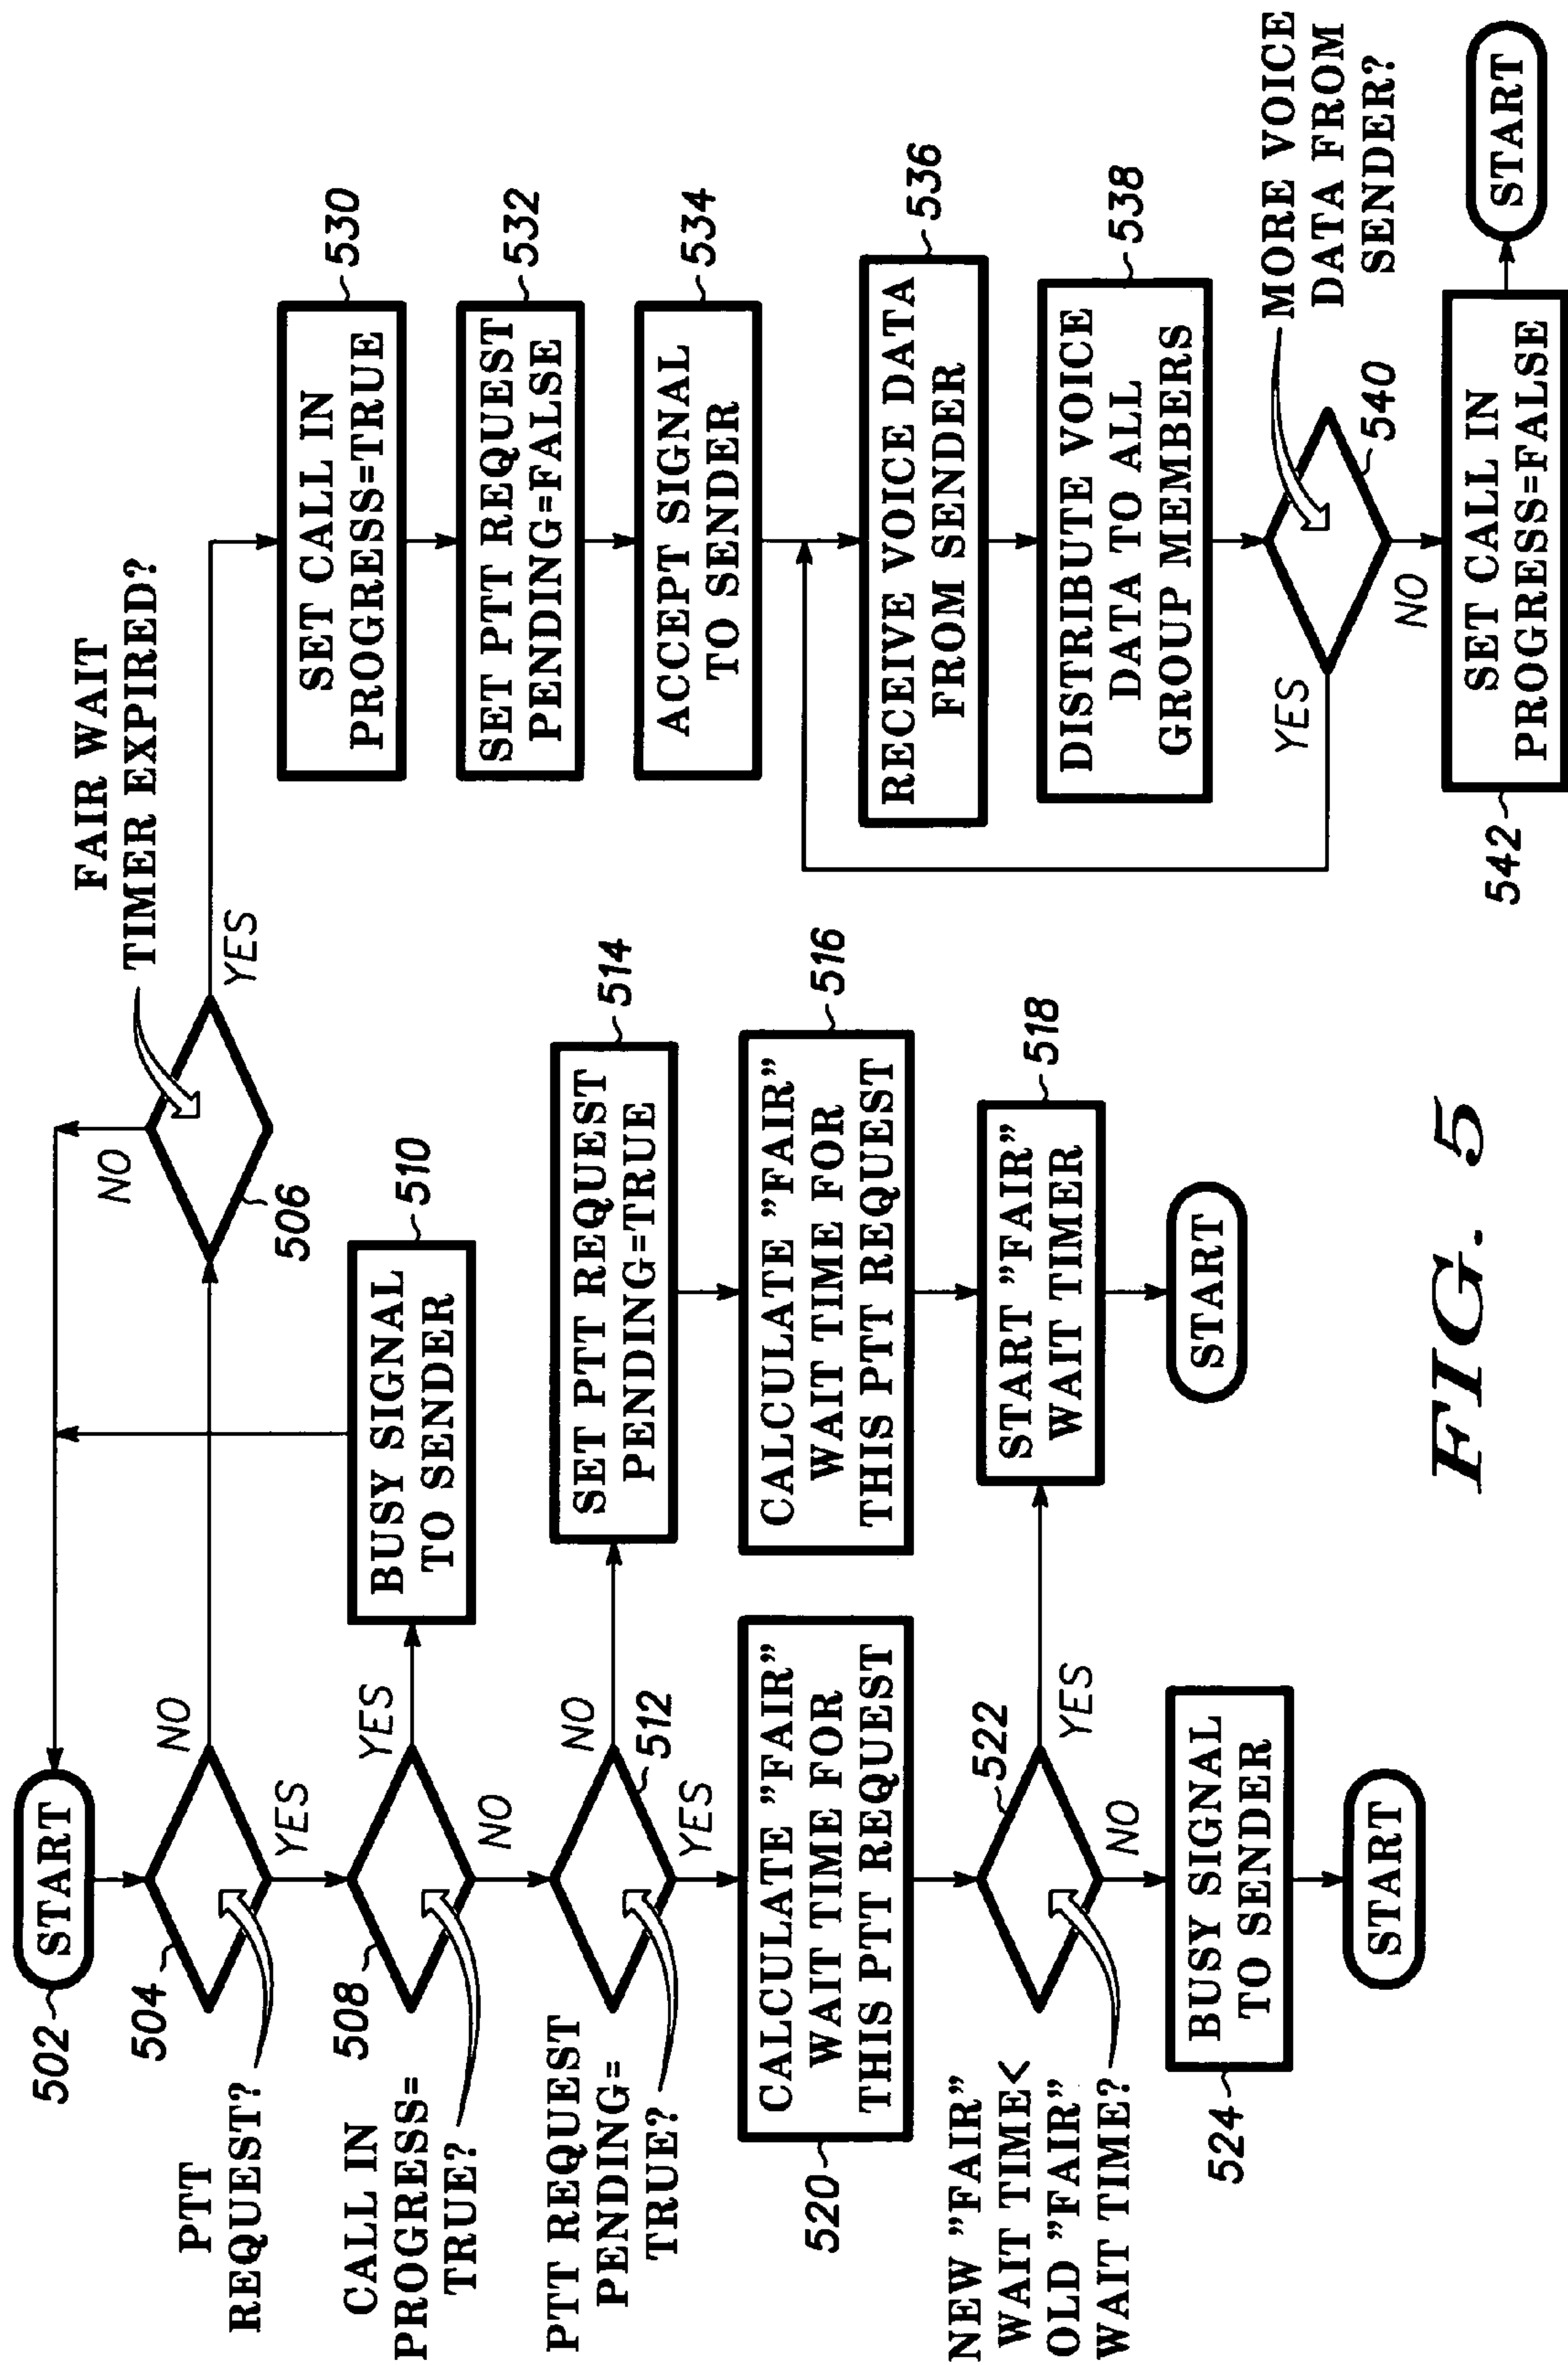 502
START
504
PTT
REQUEST?
NO
YES
FAIR WAIT
TIMER EXPIRED?
NO
506
YES
508
CALL IN
PROGRESS=
TRUE?
YES
NO
BUSY SIGNAL
TO SENDER
510
PTT REQUEST
PENDING=
TRUE?
512
NO
YES
SET PTT REQUEST
PENDING=TRUE
514
CALCULATE "FAIR"
WAIT TIME FOR
THIS PTT REQUEST
516
START "FAIR"
WAIT TIMER
518
START
CALCULATE "FAIR"
WAIT TIME FOR
THIS PTT REQUEST
520
NEW "FAIR"
WAIT TIME<
OLD "FAIR"
WAIT TIME?
522
YES
NO
BUSY SIGNAL
TO SENDER
524
START
SET CALL IN
PROGRESS=TRUE
530
SET PTT REQUEST
PENDING=FALSE
532
ACCEPT SIGNAL
TO SENDER
534
RECEIVE VOICE DATA
FROM SENDER
536
DISTRIBUTE VOICE
DATA TO ALL
GROUP MEMBERS
538
MORE VOICE
DATA FROM
SENDER?
YES
540
NO
SET CALL IN
PROGRESS=FALSE
542
START
FIG. 5